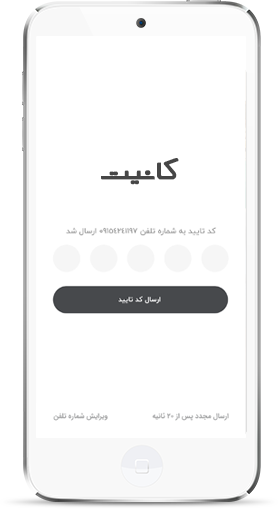 کانیت
کد تایید به شماره تلفن ۰۹۱۵۶۲۴۱۱۹۷ ارسال شد
ارسال کد تایید
ارسال مجدد پس از ۲۰ ثانیه
ویرایش شماره تلفن